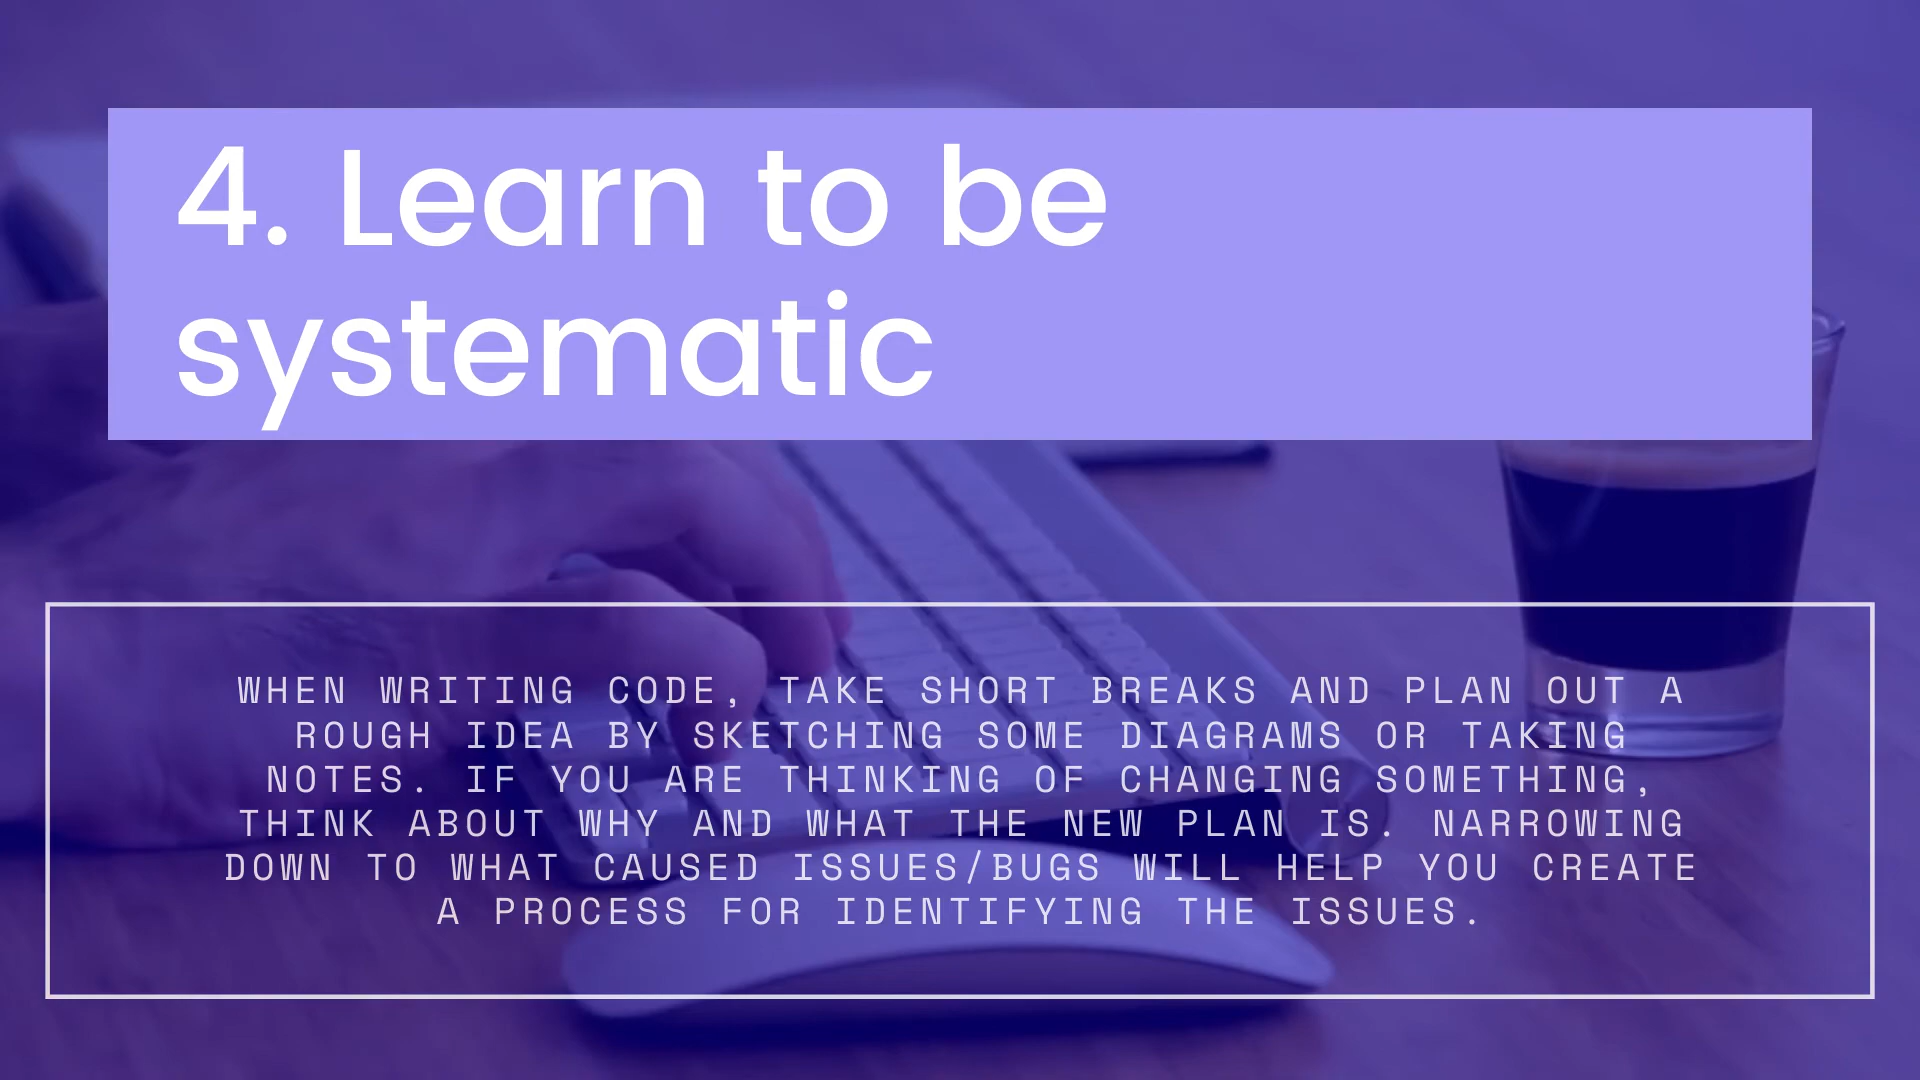 4. Learn to be
systematic
WHEN WRITING CODE, TAKE SHORT BREAKS AND PLAN OUT A
ROUGH IDEA BY SKETCHING SOME DIAGRAMS OR TAKING
NOTES. IF YOU ARE THINKING OF CHANGING SOMETHING,
THINK ABOUT WHY AND WHAT THE NEW PLAN IS. NARROWING
DOWN TO WHAT CAUSED ISSUES/BUGS WILL HELP YOU CREATE
A PROCESS FOR IDENTIFYING THE ISSUES.